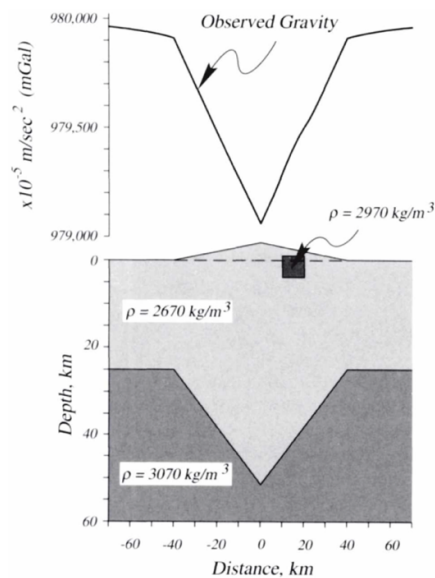 980,000
Observed Gravity
979,500
979,000
x10⁻⁵ m/sec² (mGal)
ρ = 2970 kg/m³
0
ρ = 2670 kg/m³
20
Depth, km
40
ρ = 3070 kg/m³
60
-60 -40 -20 0 20 40 60
Distance, km